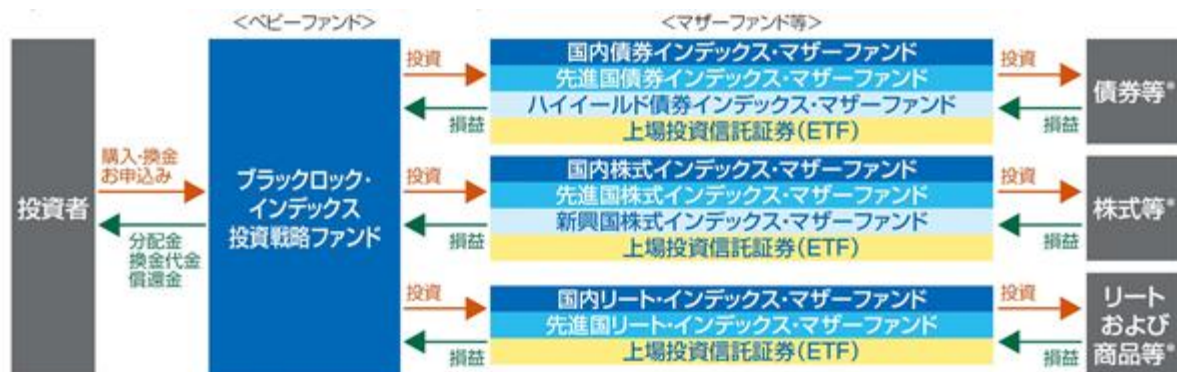 <ベビーファンド>
<マザーファンド等>
投資者
購入・換金
お申込み
分配金
換金代金
償還金
ブラックロック・
インデックス
投資戦略ファンド
投資
損益
国内債券インデックス・マザーファンド
先進国債券インデックス・マザーファンド
ハイイールド債券インデックス・マザーファンド
上場投資信託証券(ETF)
投資
損益
債券等*
投資
損益
国内株式インデックス・マザーファンド
先進国株式インデックス・マザーファンド
新興国株式インデックス・マザーファンド
上場投資信託証券(ETF)
投資
損益
株式等*
投資
損益
国内リート・インデックス・マザーファンド
先進国リート・インデックス・マザーファンド
上場投資信託証券(ETF)
投資
損益
リート
および
商品等*